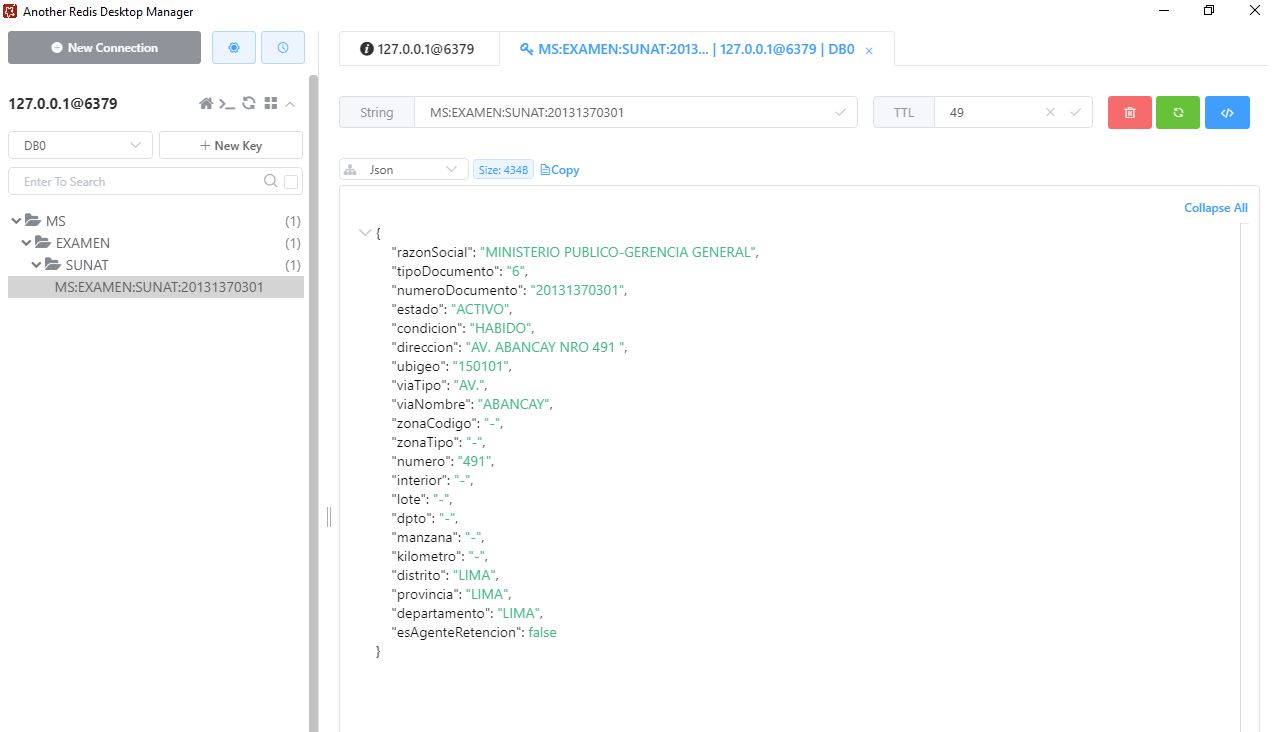 Another Redis Desktop Manager
New Connection
127.0.0.1@6379
DB0
New Key
Enter To Search
MS (1)
EXAMEN (1)
SUNAT (1)
MS:EXAMEN:SUNAT:20131370301
127.0.0.1@6379
MS:EXAMEN:SUNAT:2013... | 127.0.0.1@6379 | DB0
String MS:EXAMEN:SUNAT:20131370301
TTL 49
Json
Size: 434B
Copy
Collapse All
{
"razonSocial": "MINISTERIO PUBLICO-GERENCIA GENERAL",
"tipoDocumento": "6",
"numeroDocumento": "20131370301",
"estado": "ACTIVO",
"condicion": "HABIDO",
"direccion": "AV. ABANCAY NRO 491 ",
"ubigeo": "150101",
"viaTipo": "AV.",
"viaNombre": "ABANCAY",
"zonaCodigo": "-",
"zonaTipo": "-",
"numero": "491",
"interior": "-",
"lote": "-",
"dpto": "-",
"manzana": "-",
"kilometro": "-",
"distrito": "LIMA",
"provincia": "LIMA",
"departamento": "LIMA",
"esAgenteRetencion": false
}